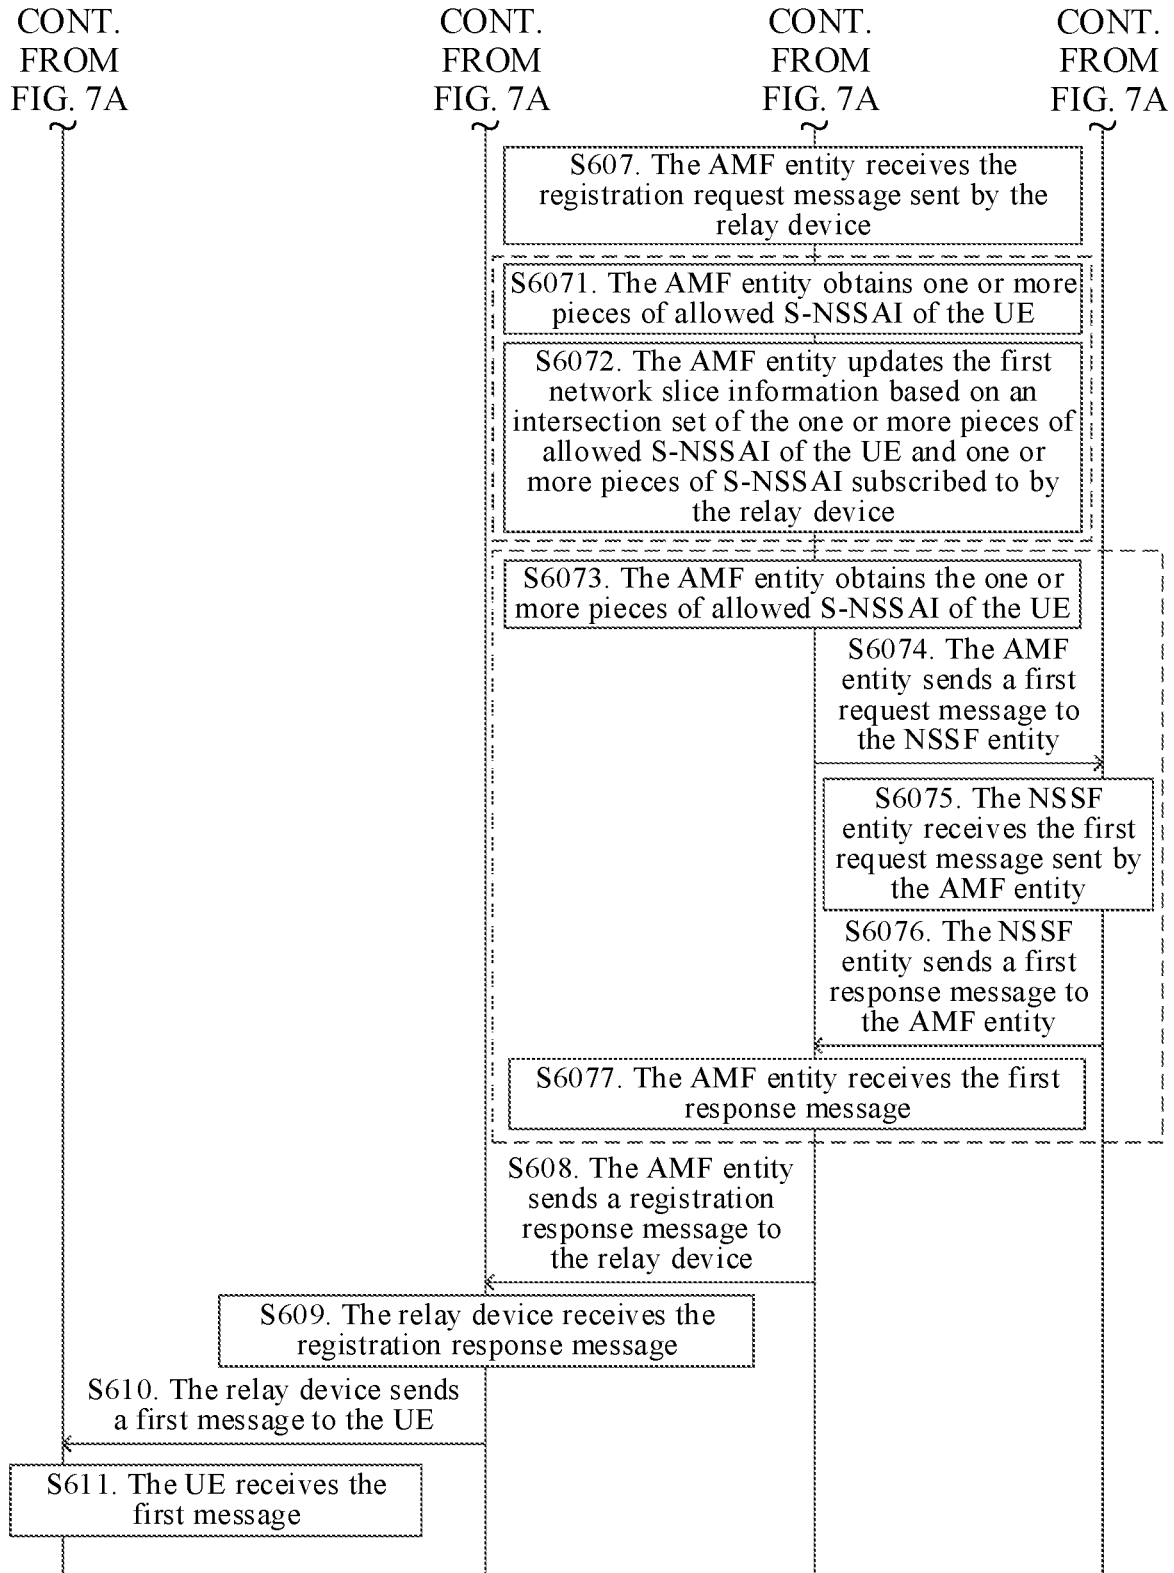 CONT.
FROM
FIG. 7A
CONT.
FROM
FIG. 7A
CONT.
FROM
FIG. 7A
CONT.
FROM
FIG. 7A
S607. The AMF entity receives the
registration request message sent by the
relay device
S6071. The AMF entity obtains one or more
pieces of allowed S-NSSAI of the UE
S6072. The AMF entity updates the first
network slice information based on an
intersection set of the one or more pieces of
allowed S-NSSAI of the UE and one or
more pieces of S-NSSAI subscribed to by
the relay device
S6073. The AMF entity obtains the one or
more pieces of allowed S-NSSAI of the UE
S6074. The AMF
entity sends a first
request message to
the NSSF entity
S6075. The NSSF
entity receives the first
request message sent by
the AMF entity
S6076. The NSSF
entity sends a first
response message to
the AMF entity
S6077. The AMF entity receives the first
response message
S608. The AMF entity
sends a registration
response message to
the relay device
S609. The relay device receives the
registration response message
S610. The relay device sends
a first message to the UE
S611. The UE receives the
first message